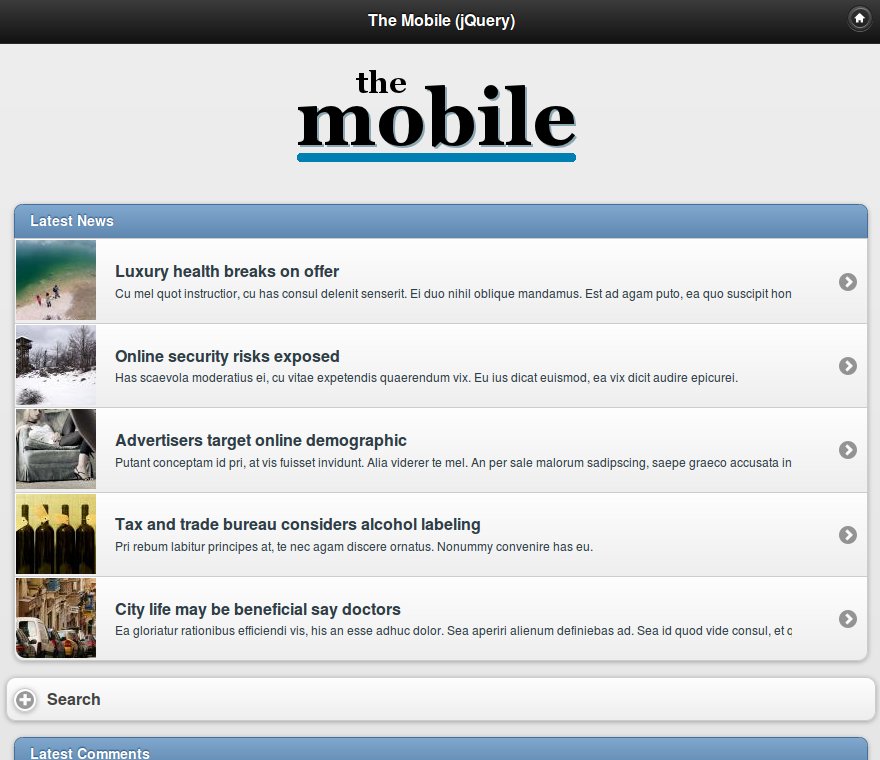 The Mobile (jQuery)
the
mobile
Latest News
Luxury health breaks on offer
Cu mel quot instructior, cu has consul delenit senserit. Ei duo nihil oblique mandamus. Est ad agam puto, ea quo suscipit hon
Online security risks exposed
Has scaevola moderatius ei, cu vitae expetendis quaerendum vix. Eu ius dicat euismod, ea vix dicit audire epicurei.
Advertisers target online demographic
Putant conceptam id pri, at vis fuisset invidunt. Alia viderer te mel. An per sale malorum sadipscing, saepe graeco accusata in
Tax and trade bureau considers alcohol labeling
Pri rebum labitur principes at, te nec agam discere ornatus. Nonummy convenire has eu.
City life may be beneficial say doctors
Ea gloriatur rationibus efficiendi vis, his an esse adhuc dolor. Sea aperiri alienum definiebas ad. Sea id quod vide consul, et
Search
Latest Comments